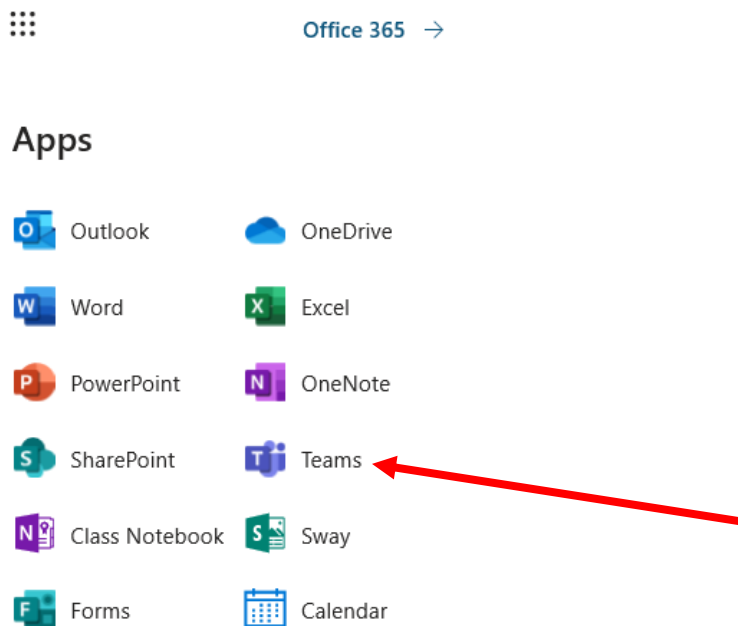 Office 365 →
Apps
Outlook OneDrive
Word Excel
PowerPoint OneNote
SharePoint Teams
Class Notebook Sway
Forms Calendar